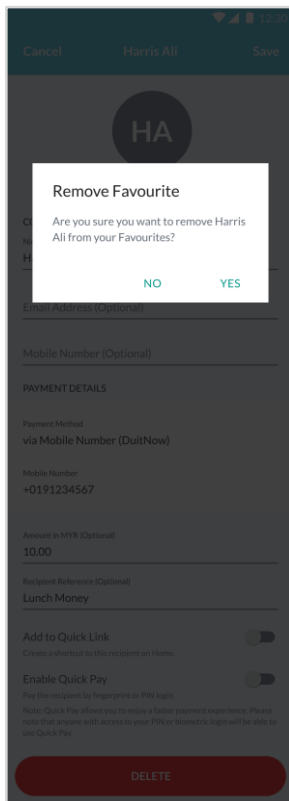 12:30
Cancel
Harris Ali
Save
HA
Remove Favourite
Are you sure you want to remove Harris
Ali from your Favourites?
NO
YES
Email Address (Optional)
Mobile Number (Optional)
PAYMENT DETAILS
Payment Method
via Mobile Number (DuitNow)
Mobile Number
+0191234567
Amount in MYR (Optional)
10.00
Recipient Reference (Optional)
Lunch Money
Add to Quick Link
Create a shortcut to this recipient on Home.
Enable Quick Pay
Pay the recipient by fingerprint or PIN login.
Note: Quick Pay allows you to enjoy a faster payment experience. Please
note that anyone with access to your PIN or biometric login will be able to
use Quick Pay.
DELETE